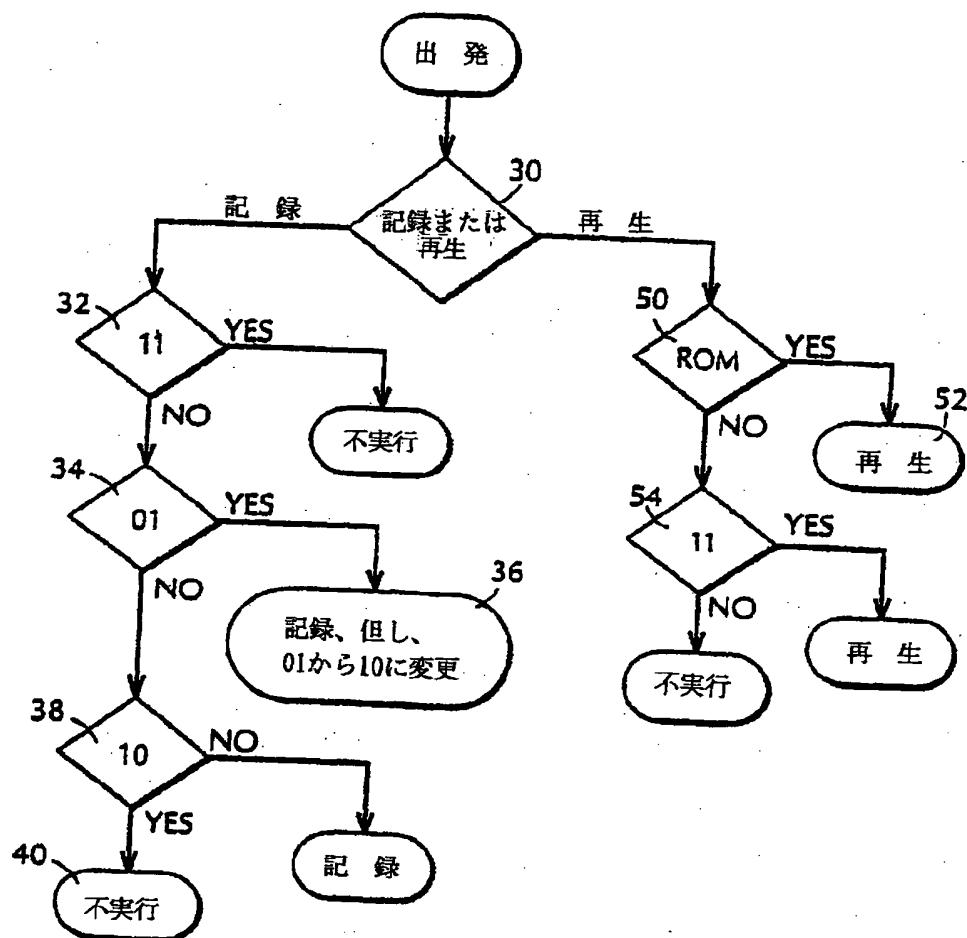 出 発
30
記録または
再生
記 録
再 生
32
11
YES
NO
不実行
50
ROM
YES
NO
52
再 生
34
01
YES
NO
54
11
YES
NO
36
記録、但し、
01から10に変更
再 生
不実行
38
10
NO
YES
記 録
40
不実行